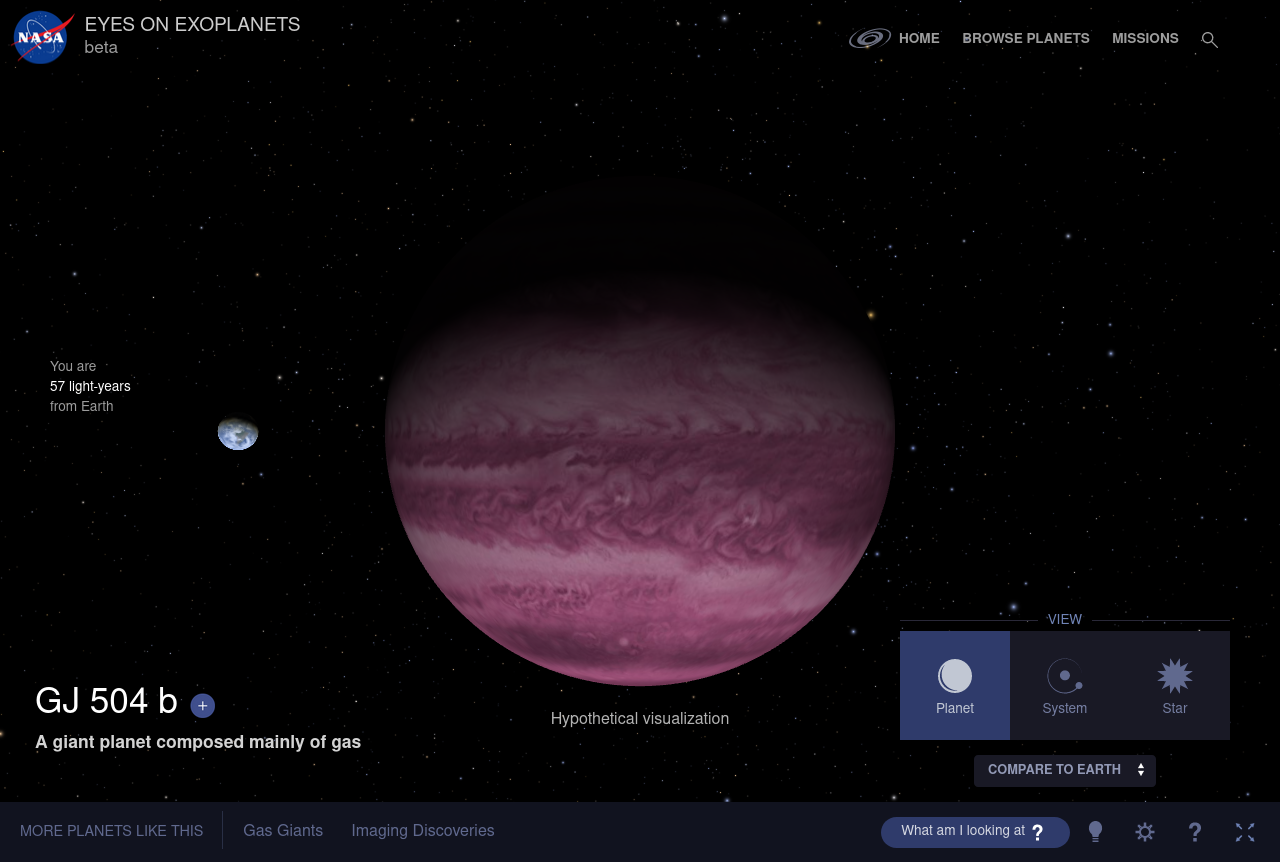 NASA
EYES ON EXOPLANETS
beta
HOME
BROWSE PLANETS
MISSIONS
You are
57 light-years
from Earth
VIEW
Planet
System
Star
GJ 504 b +
A giant planet composed mainly of gas
Hypothetical visualization
COMPARE TO EARTH
MORE PLANETS LIKE THIS
Gas Giants
Imaging Discoveries
What am I looking at ?
?